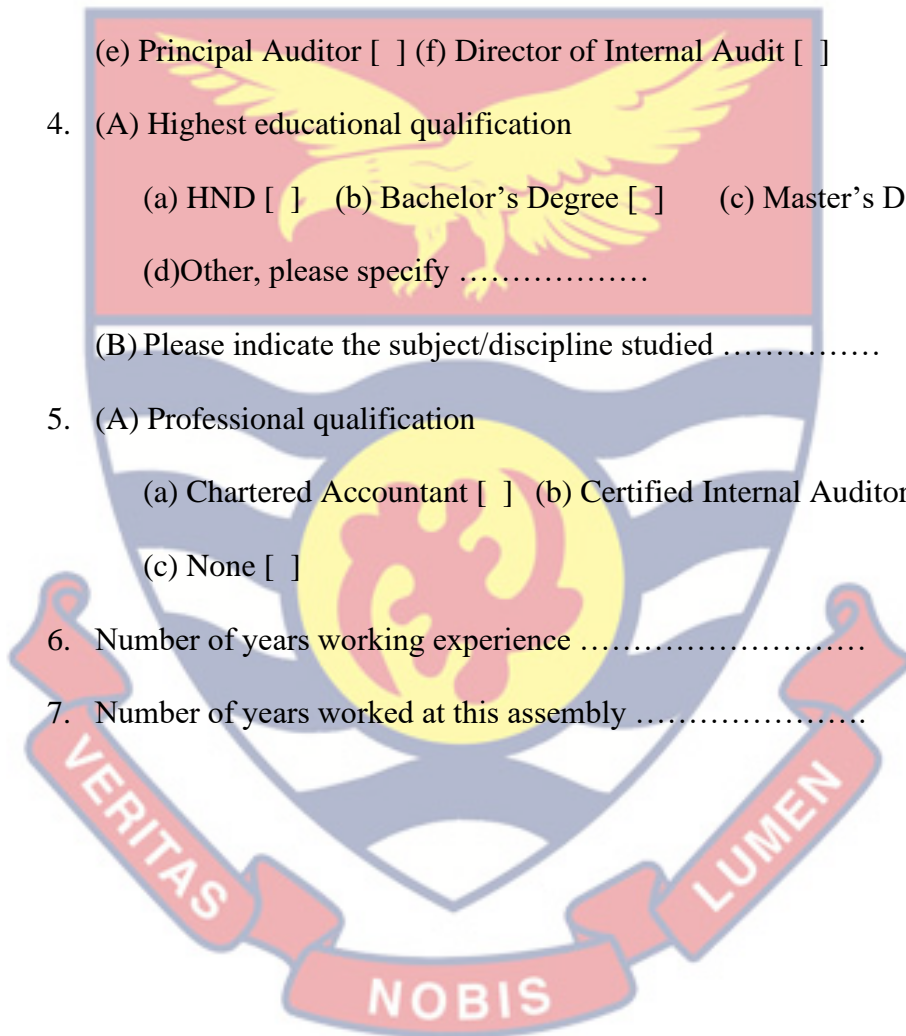 (e) Principal Auditor [ ] (f) Director of Internal Audit [ ]
4. (A) Highest educational qualification
(a) HND [ ] (b) Bachelor’s Degree [ ] (c) Master’s D
(d)Other, please specify ………………
(B) Please indicate the subject/discipline studied ……………
5. (A) Professional qualification
(a) Chartered Accountant [ ] (b) Certified Internal Auditor
(c) None [ ]
6. Number of years working experience ………………………
7. Number of years worked at this assembly ………………….
VERITAS
NOBIS
LUMEN